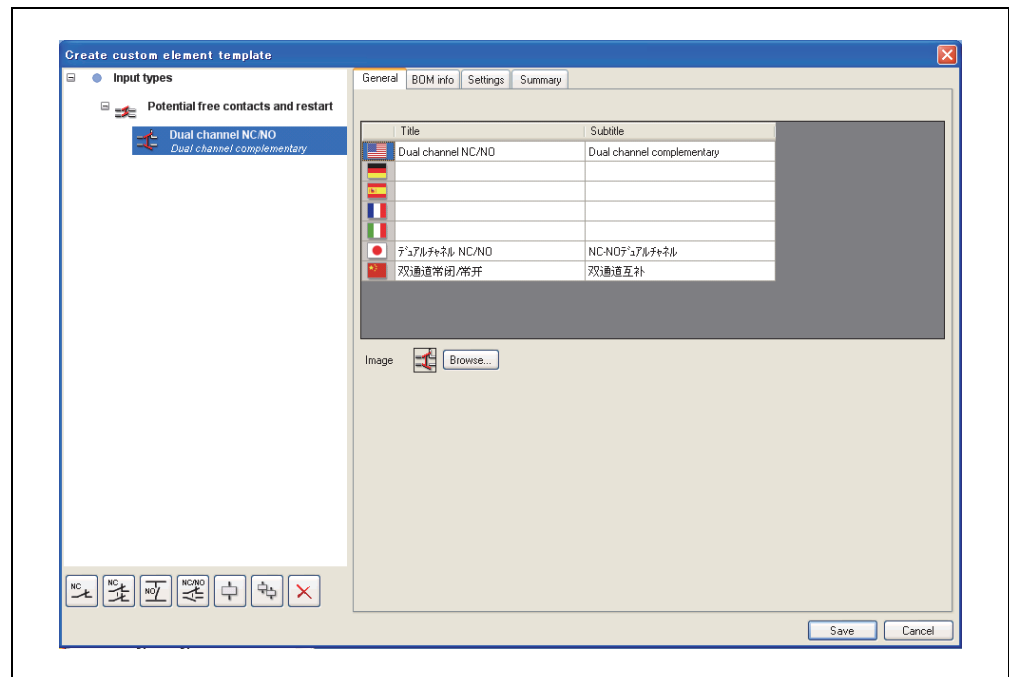 Create custom element template
Input types
Potential free contacts and restart
Dual channel NC/NO
Dual channel complementary
General BOM info Settings Summary
Title Subtitle
Dual channel NC/NO Dual channel complementary
ﾃﾞｭｱﾙﾁｬﾈﾙ NC/NO NC-NOﾃﾞｭｱﾙﾁｬﾈﾙ
双通道常闭/常开 双通道互补
Image Browse...
NC NC NO NC/NO
Save Cancel